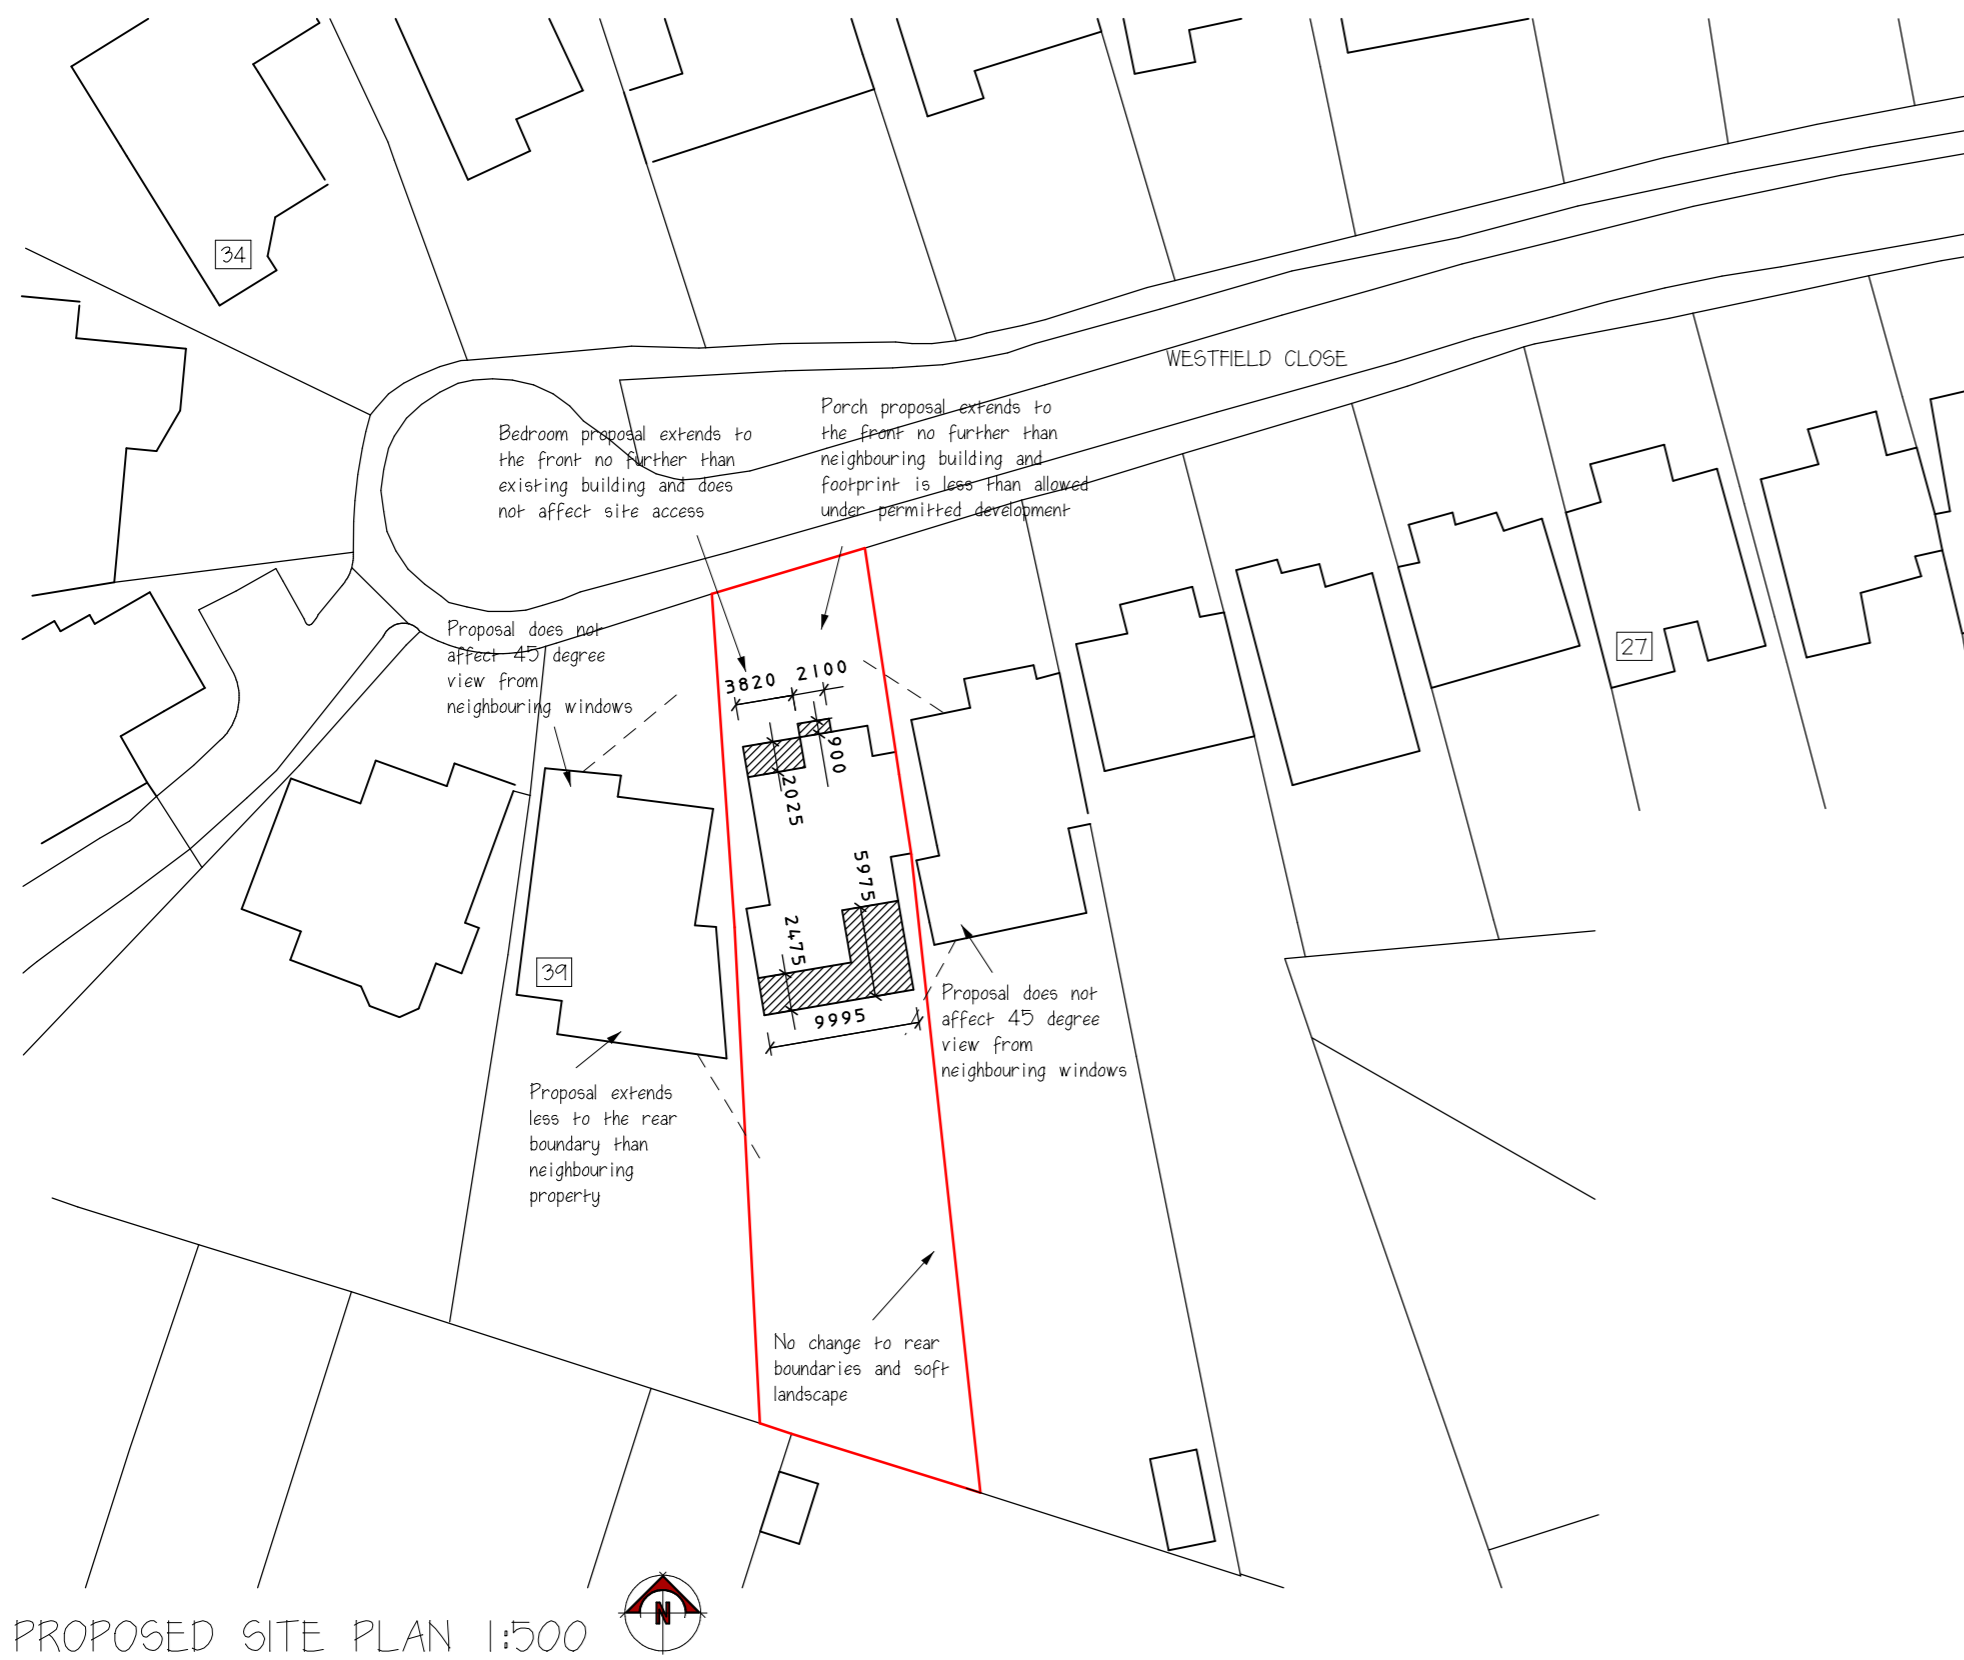 34
WESTFIELD CLOSE
Bedroom proposal extends to
the front no further than
existing building and does
not affect site access
Porch proposal extends to
the front no further than
neighbouring building and
footprint is less than allowed
under permitted development
Proposal does not
affect 45 degree
view from
neighbouring windows
27
3820
2100
900
2025
5975
2475
9995
39
Proposal does not
affect 45 degree
view from
neighbouring windows
Proposal extends
less to the rear
boundary than
neighbouring
property
No change to rear
boundaries and soft
landscape
PROPOSED SITE PLAN 1:500
N